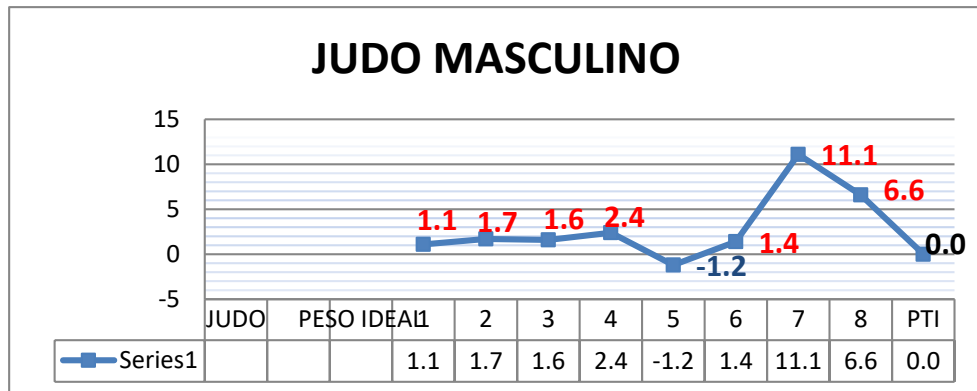 JUDO MASCULINO
15
10
5
0
-5
1.1 1.7 1.6 2.4 -1.2 1.4 11.1 6.6 0.0
JUDO PESO IDEAL 1 2 3 4 5 6 7 8 PTI
Series1 1.1 1.7 1.6 2.4 -1.2 1.4 11.1 6.6 0.0